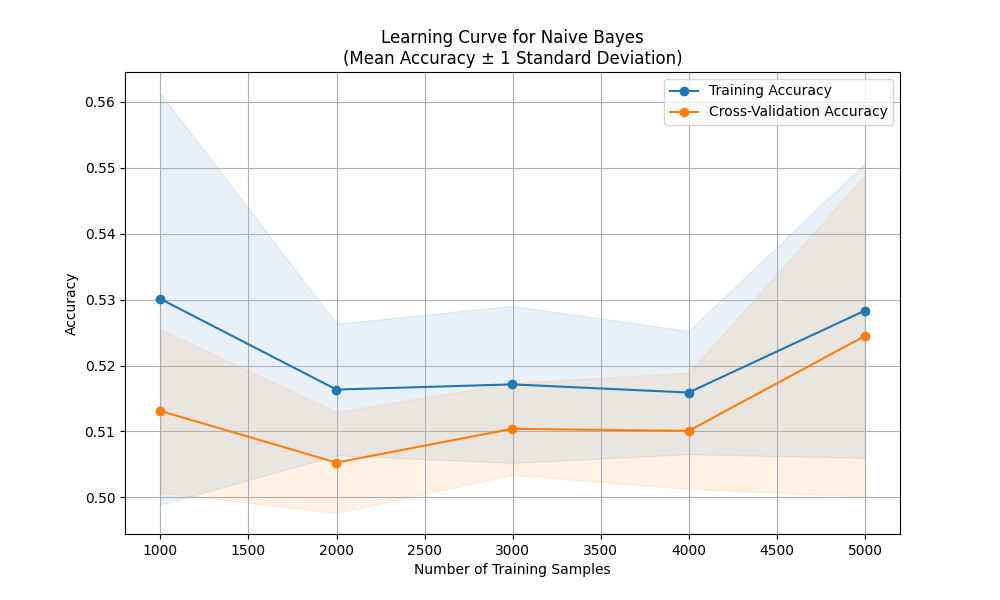 Learning Curve for Naive Bayes
(Mean Accuracy ± 1 Standard Deviation)
Training Accuracy
Cross-Validation Accuracy
Accuracy
0.56
0.55
0.54
0.53
0.52
0.51
0.50
1000 1500 2000 2500 3000 3500 4000 4500 5000
Number of Training Samples